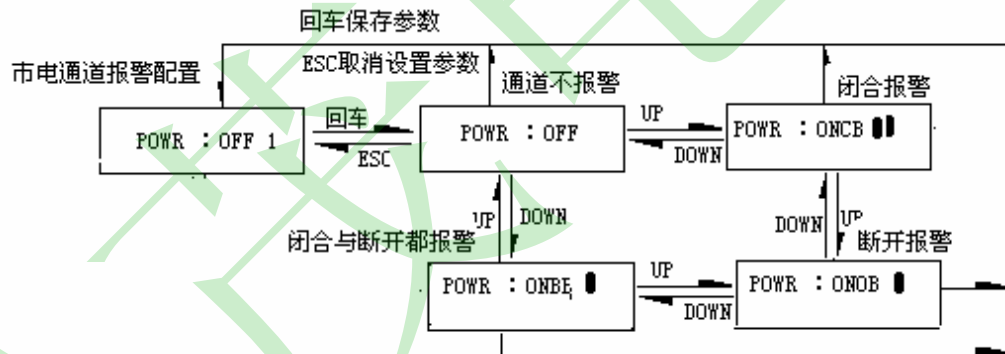 回车保存参数
ESC取消设置参数
市电通道报警配置
通道不报警
闭合报警
POWR : OFF 1
回车
ESC
POWR : OFF
UP
DOWN
POWR : ONCB
UP
DOWN
DOWN
UP
闭合与断开都报警
断开报警
POWR : ONBE
UP
DOWN
POWR : ONOB